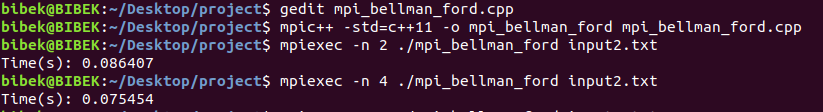 bibek@BIBEK:~/Desktop/project$ gedit mpi_bellman_ford.cpp
bibek@BIBEK:~/Desktop/project$ mpic++ -std=c++11 -o mpi_bellman_ford mpi_bellman_ford.cpp
bibek@BIBEK:~/Desktop/project$ mpiexec -n 2 ./mpi_bellman_ford input2.txt
Time(s): 0.086407
bibek@BIBEK:~/Desktop/project$ mpiexec -n 4 ./mpi_bellman_ford input2.txt
Time(s): 0.075454